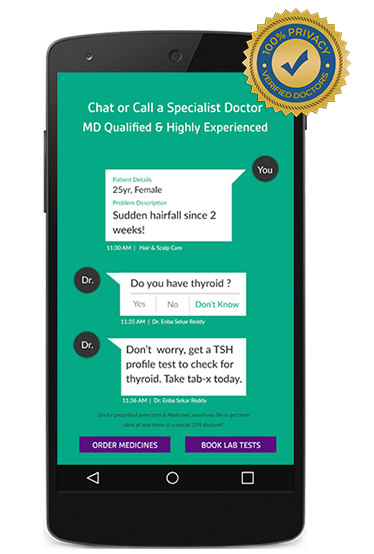 100% PRIVACY
VERIFIED DOCTORS
Chat or Call a Specialist Doctor
MD Qualified & Highly Experienced
You
Patient Details
25yr, Female
Problem Description
Sudden hairfall since 2
weeks!
11:30 AM | Hair & Scalp Care
Dr.
Do you have thyroid ?
Yes No Don't Know
11:35 AM | Dr. Enba Sekar Reddy
Dr.
Don't worry, get a TSH
profile test to check for
thyroid. Take tab-x today.
11:36 AM | Dr. Enba Sekar Reddy
Doctor prescribed some tests & Medicines, would you like to get them
done at your home @ a special 20% discount?
ORDER MEDICINES BOOK LAB TESTS